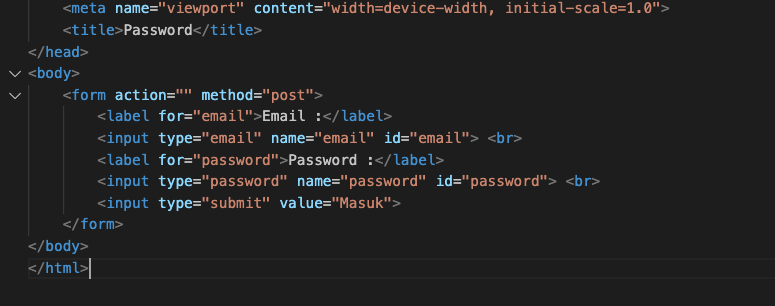 <meta name="viewport" content="width=device-width, initial-scale=1.0">
<title>Password</title>
</head>
<body>
<form action="" method="post">
<label for="email">Email :</label>
<input type="email" name="email" id="email"> <br>
<label for="password">Password :</label>
<input type="password" name="password" id="password"> <br>
<input type="submit" value="Masuk">
</form>
</body>
</html>